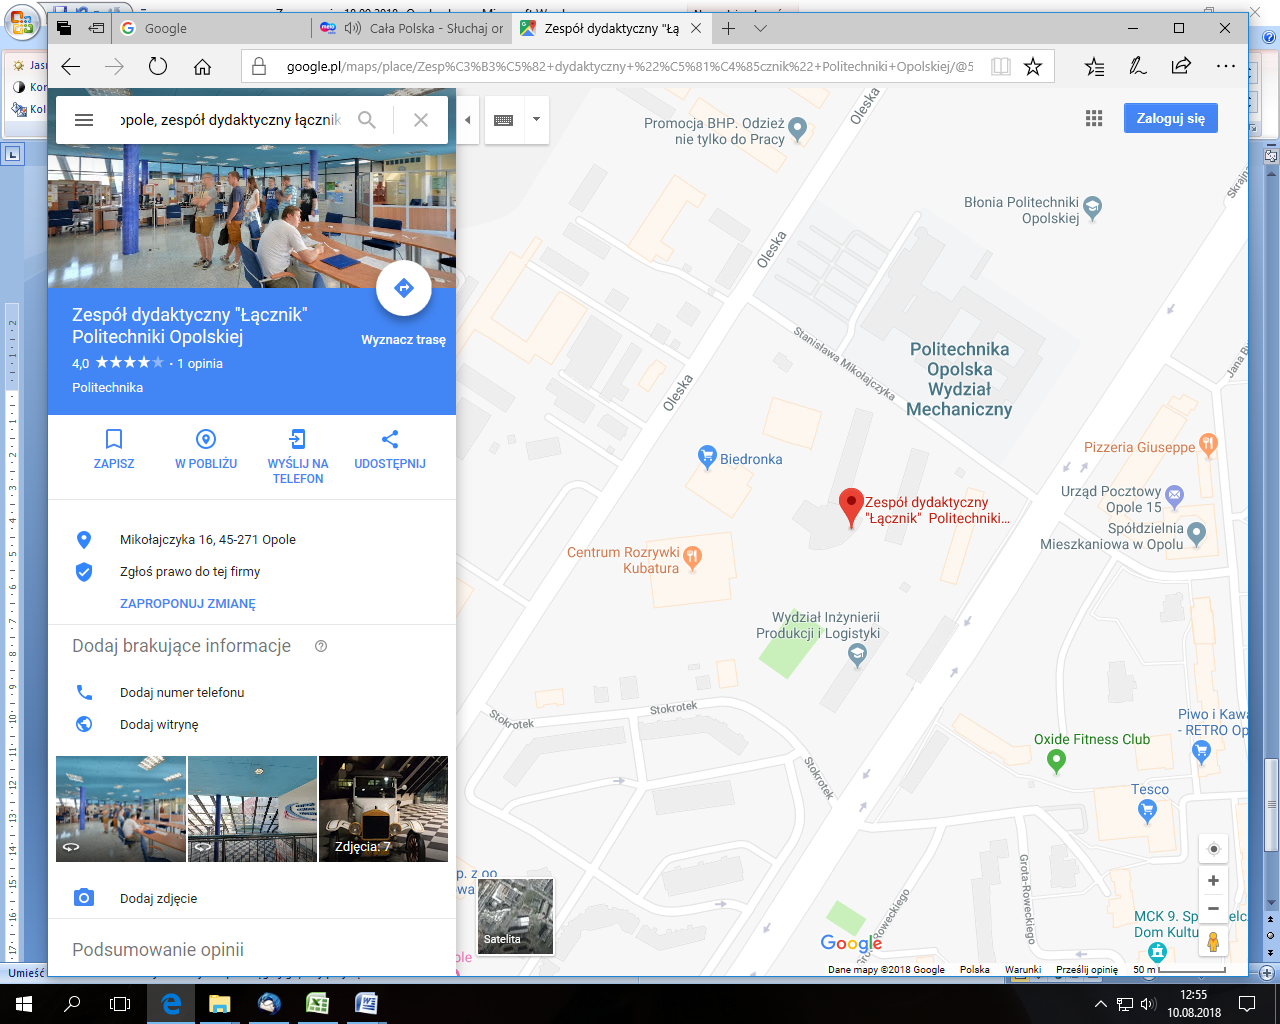 Google
Cała Polska - Słuchaj or
Zespół dydaktyczny "Łą
google.pl/maps/place/Zesp%C3%B3%C5%82+dydaktyczny+%22%C5%81%C4%85cznik%22+Politechniki+Opolskiej/@5
opole, zespół dydaktyczny łącznik
Zespół dydaktyczny "Łącznik"
Politechniki Opolskiej
4,0 ★★★★★ · 1 opinia
Politechnika
Wyznacz trasę
ZAPISZ
W POBLIŻU
WYŚLIJ NA
TELEFON
UDOSTĘPNIJ
Mikołajczyka 16, 45-271 Opole
Zgłoś prawo do tej firmy
ZAPROPONUJ ZMIANĘ
Dodaj brakujące informacje
Dodaj numer telefonu
Dodaj witrynę
Zdjęcia: 7
Dodaj zdjęcie
Podsumowanie opinii
Zaloguj się
Promocja BHP. Odzież
nie tylko do Pracy
Oleska
Oleska
Oleska
Skrajna
Błonia Politechniki
Opolskiej
Stanisława Mikołajczyka
Politechnika
Opolska
Wydział
Mechaniczny
Jana By
Pizzeria Giuseppe
Biedronka
Urząd Pocztowy
Opole 15
Zespół dydaktyczny
"Łącznik" Politechniki...
Spółdzielnia
Mieszkaniowa w Opolu
Centrum Rozrywki
Kubatura
Wydział Inżynierii
Produkcji i Logistyki
Stokrotek
Stokrotek
Stokrotek
Piwo i Kawa
- RETRO Op
Oxide Fitness Club
Tesco
Grota-Roweckiego
MCK 9. Sp
Dom Kultu
Satelita
Google
Dane mapy ©2018 Google
Polska
Warunki
Prześlij opinię
50 m
Umieść
12:55
10.08.2018